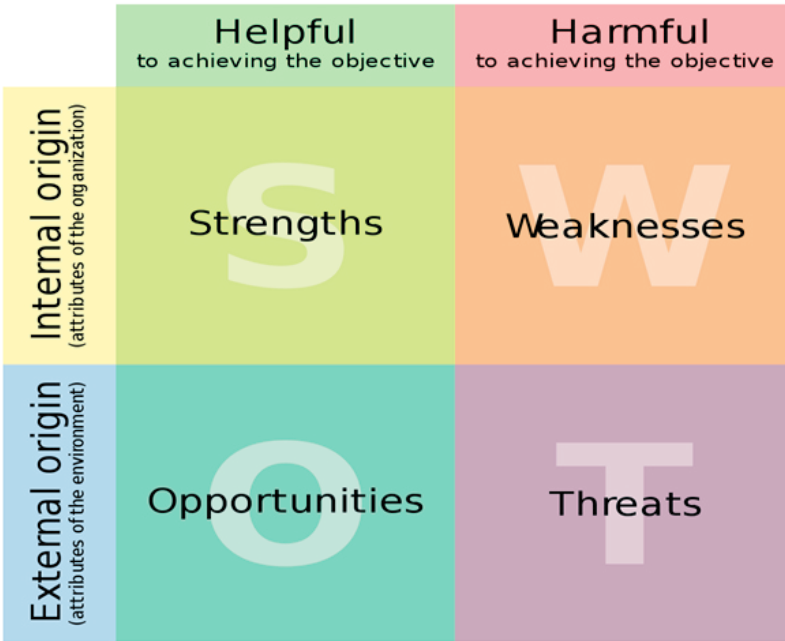 Helpful
to achieving the objective
Harmful
to achieving the objective
Internal origin
(attributes of the organization)
S
Strengths
W
Weaknesses
External origin
(attributes of the environment)
O
Opportunities
T
Threats